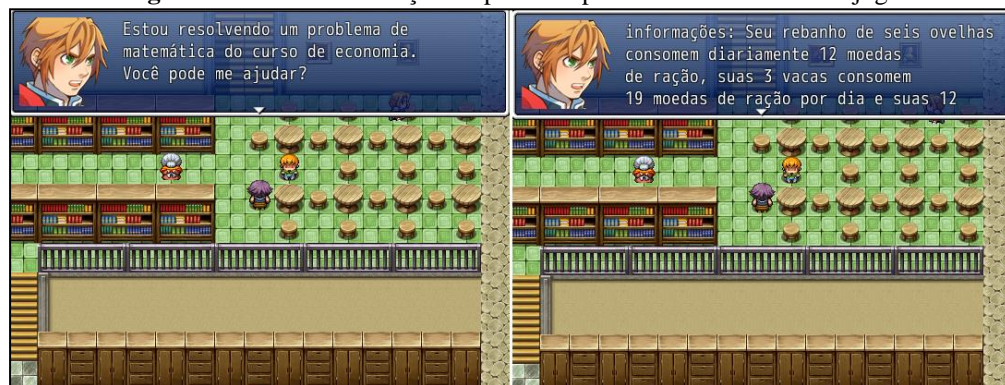 Estou resolvendo um problema de
matemática do curso de economia.
Você pode me ajudar?
informações: Seu rebanho de seis ovelhas
consomem diariamente 12 moedas
de ração, suas 3 vacas consomem
19 moedas de ração por dia e suas 12